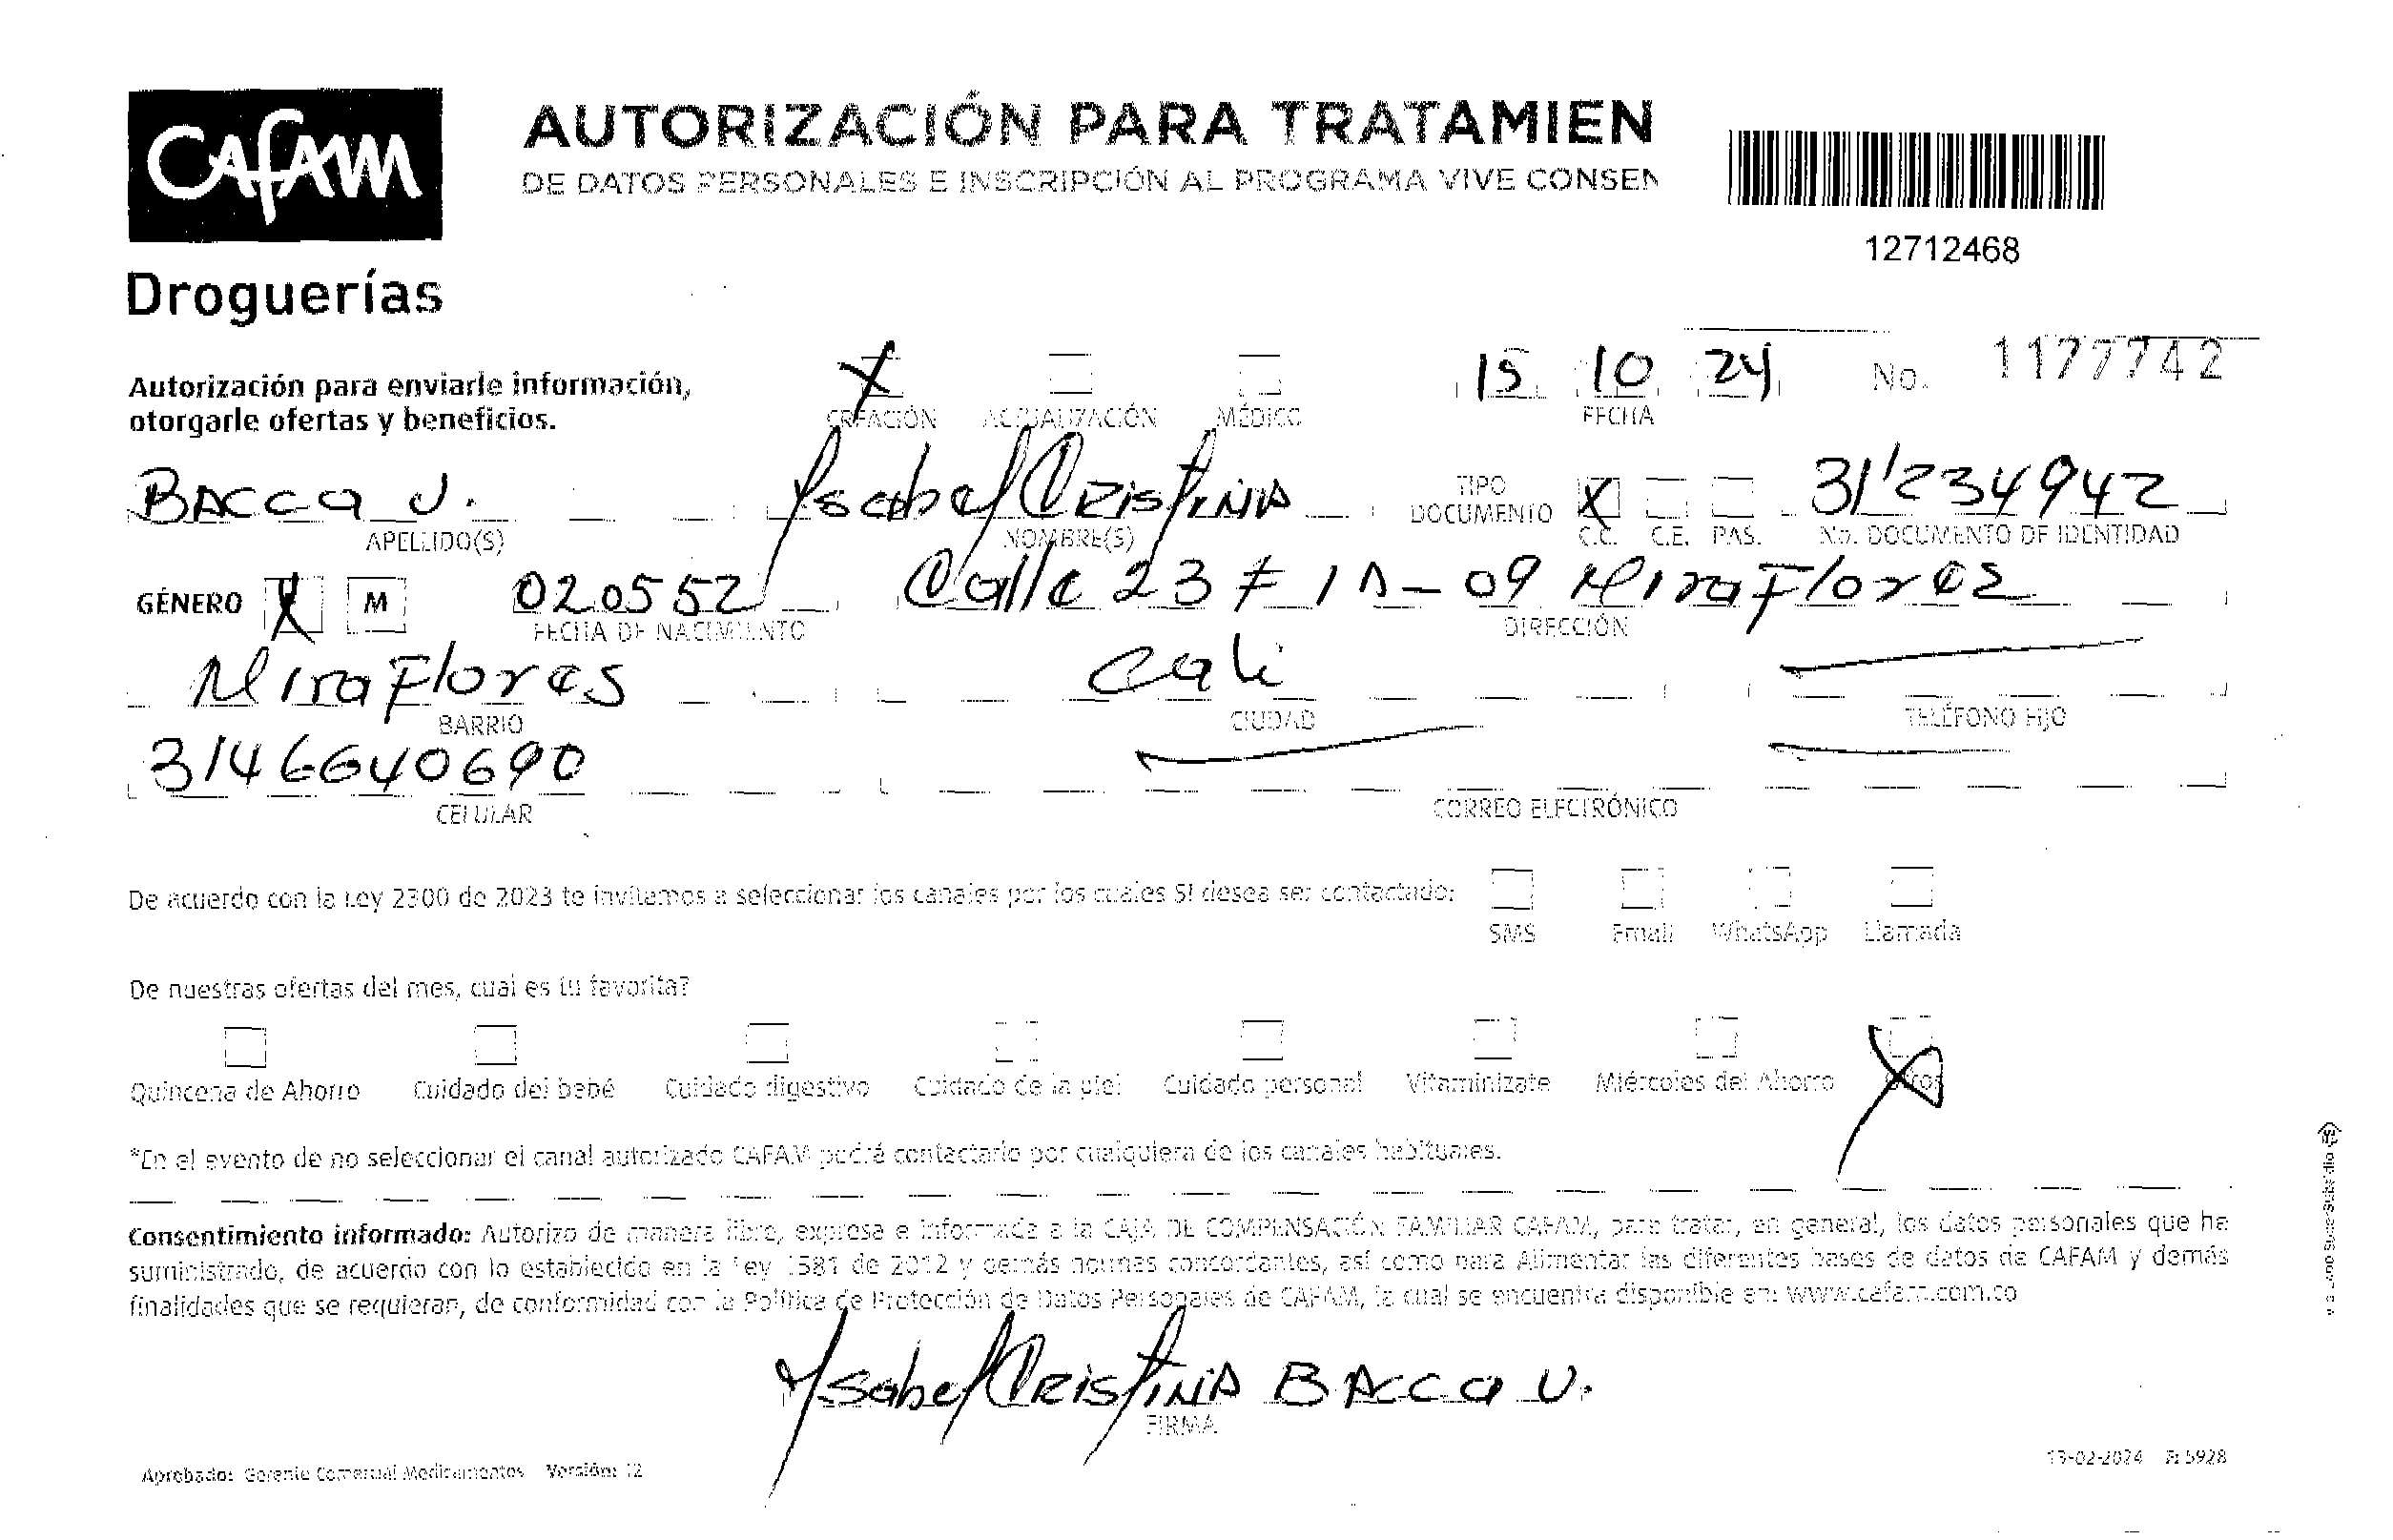 CAFAM
AUTORIZACIÓN PARA TRATAMIEN
DE DATOS PERSONALES E INSCRIPCIÓN AL PROGRAMA VIVE CONSEN
12712468
Droguerías
Autorización para enviarle información,
otorgarle ofertas y beneficios.
X CREACIÓN ACTUALIZACIÓN MÉDICO
15 10 24
FECHA
No. 1177742
BACCA U. Ysabel CRISTINA
APELLIDO(S) NOMBRE(S)
TIPO DOCUMENTO X C.C. C.E. PAS.
31'234942
No. DOCUMENTO DE IDENTIDAD
GÉNERO X M 020552 Calle 23 # 1A-09 MiraFlores
FECHA DE NACIMIENTO DIRECCIÓN
MiraFlores Cali
BARRIO CIUDAD TELÉFONO FIJO
3146640690
CELULAR CORREO ELECTRÓNICO
De acuerdo con la Ley 2300 de 2023 te invitamos a seleccionar los canales por los cuales SI desea ser contactado:
SMS Email WhatsApp Llamada
De nuestras ofertas del mes, cual es tu favorita?
Quincena de Ahorro Cuidado del bebé Cuidado digestivo Cuidado de la piel Cuidado personal Vitaminízate Miércoles del Ahorro X Otros
*En el evento de no seleccionar el canal autorizado CAFAM podrá contactarlo por cualquiera de los canales habituales.
Consentimiento informado: Autorizo de manera libre, expresa e informada a la CAJA DE COMPENSACIÓN FAMILIAR CAFAM, para tratar, en general, los datos personales que he
suministrado, de acuerdo con lo establecido en la Ley 1581 de 2012 y demás normas concordantes, así como para Alimentar las diferentes bases de datos de CAFAM y demás
finalidades que se requieran, de conformidad con la Política de Protección de Datos Personales de CAFAM, la cual se encuentra disponible en: www.cafam.com.co
Ysabel CRISTINA BACCA U.
FIRMA
Aprobado: Gerente Comercial Medicamentos Versión: 12
13-02-2024 F: 5928